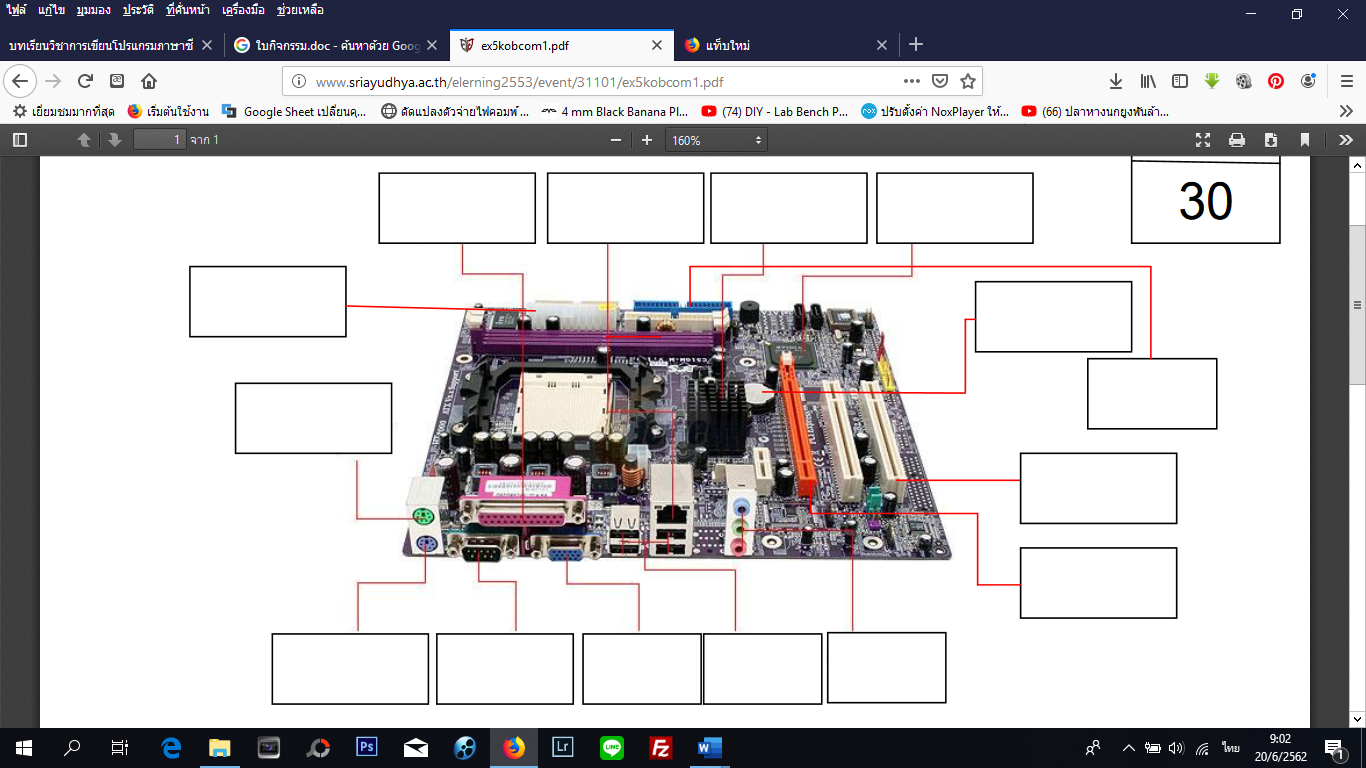 ไฟล์ แก้ไข มุมมอง ประวัติ ที่คั่นหน้า เครื่องมือ ช่วยเหลือ
บทเรียนวิชาการเขียนโปรแกรมภาษาซี
ใบกิจกรรม.doc - ค้นหาด้วย Goog
ex5kobcom1.pdf
แท็บใหม่
www.sriayudhya.ac.th/elerning2553/event/31101/ex5kobcom1.pdf
เยี่ยมชมมากที่สุด
เริ่มต้นใช้งาน
Google Sheet เปลี่ยนคุ...
ดัดแปลงตัวจ่ายไฟคอมพ์...
4 mm Black Banana Pl...
(74) DIY - Lab Bench P...
ปรับตั้งค่า NoxPlayer ให้...
(66) ปลาหางนกยูงพันล้า...
1 จาก 1
160%
30
ไทย
9:02
20/6/2562
1